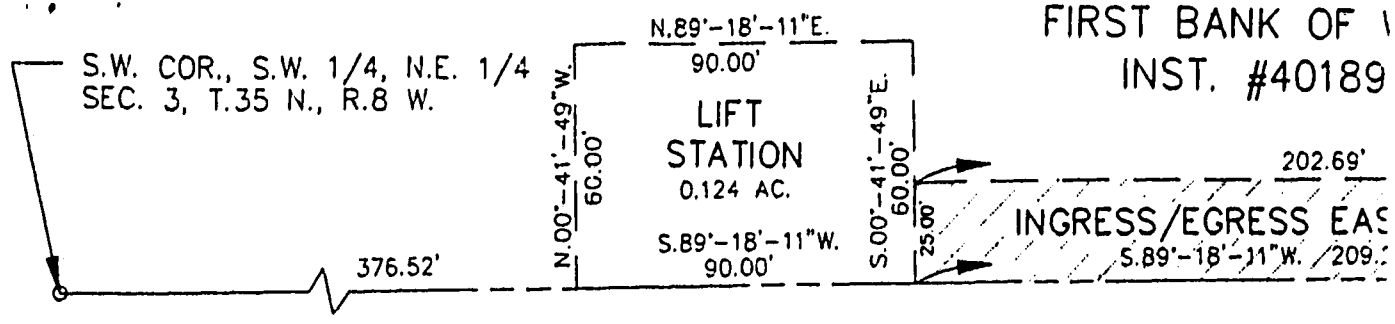 FIRST BANK OF
INST. #40189
S.W. COR., S.W. 1/4, N.E. 1/4
SEC. 3, T.35 N., R.8 W.
N.89°-18'-11"E.
90.00'
N.00°-41'-49"W.
60.00'
LIFT
STATION
0.124 AC.
S.00°-41'-49"E.
60.00'
S.89°-18'-11"W.
90.00'
376.52'
25.00'
202.69'
INGRESS/EGRESS EAS
S.89°-18'-11"W. 209.